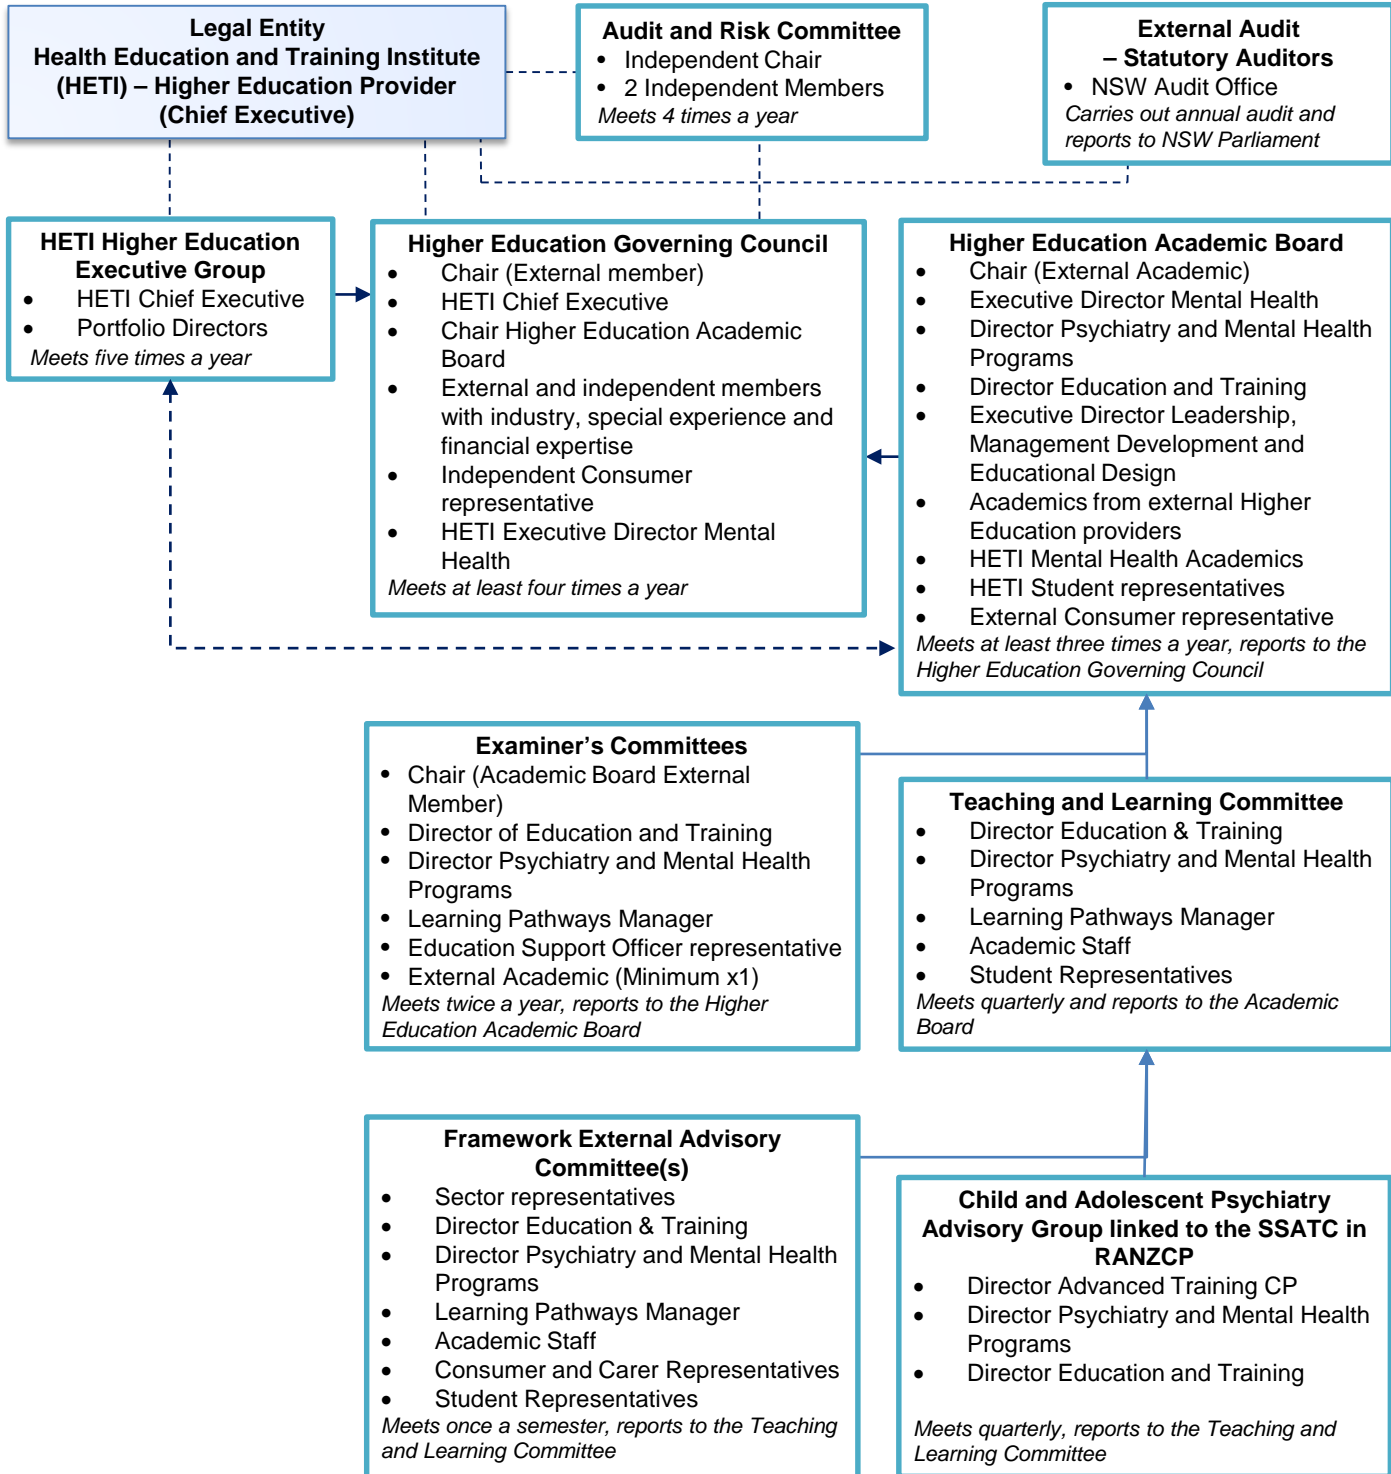 Legal Entity
Health Education and Training Institute
(HETI) – Higher Education Provider
(Chief Executive)
Audit and Risk Committee
• Independent Chair
• 2 Independent Members
Meets 4 times a year
External Audit
– Statutory Auditors
• NSW Audit Office
Carries out annual audit and
reports to NSW Parliament
HETI Higher Education
Executive Group
• HETI Chief Executive
• Portfolio Directors
Meets five times a year
Higher Education Governing Council
• Chair (External member)
• HETI Chief Executive
• Chair Higher Education Academic
Board
• External and independent members
with industry, special experience and
financial expertise
• Independent Consumer
representative
• HETI Executive Director Mental
Health
Meets at least four times a year
Higher Education Academic Board
• Chair (External Academic)
• Executive Director Mental Health
• Director Psychiatry and Mental Health
Programs
• Director Education and Training
• Executive Director Leadership,
Management Development and
Educational Design
• Academics from external Higher
Education providers
• HETI Mental Health Academics
• HETI Student representatives
• External Consumer representative
Meets at least three times a year, reports to the
Higher Education Governing Council
Examiner’s Committees
• Chair (Academic Board External
Member)
• Director of Education and Training
• Director Psychiatry and Mental Health
Programs
• Learning Pathways Manager
• Education Support Officer representative
• External Academic (Minimum x1)
Meets twice a year, reports to the Higher
Education Academic Board
Teaching and Learning Committee
• Director Education & Training
• Director Psychiatry and Mental Health
Programs
• Learning Pathways Manager
• Academic Staff
• Student Representatives
Meets quarterly and reports to the Academic
Board
Framework External Advisory
Committee(s)
• Sector representatives
• Director Education & Training
• Director Psychiatry and Mental Health
Programs
• Learning Pathways Manager
• Academic Staff
• Consumer and Carer Representatives
• Student Representatives
Meets once a semester, reports to the Teaching
and Learning Committee
Child and Adolescent Psychiatry
Advisory Group linked to the SSATC in
RANZCP
• Director Advanced Training CP
• Director Psychiatry and Mental Health
Programs
• Director Education and Training
Meets quarterly, reports to the Teaching and
Learning Committee